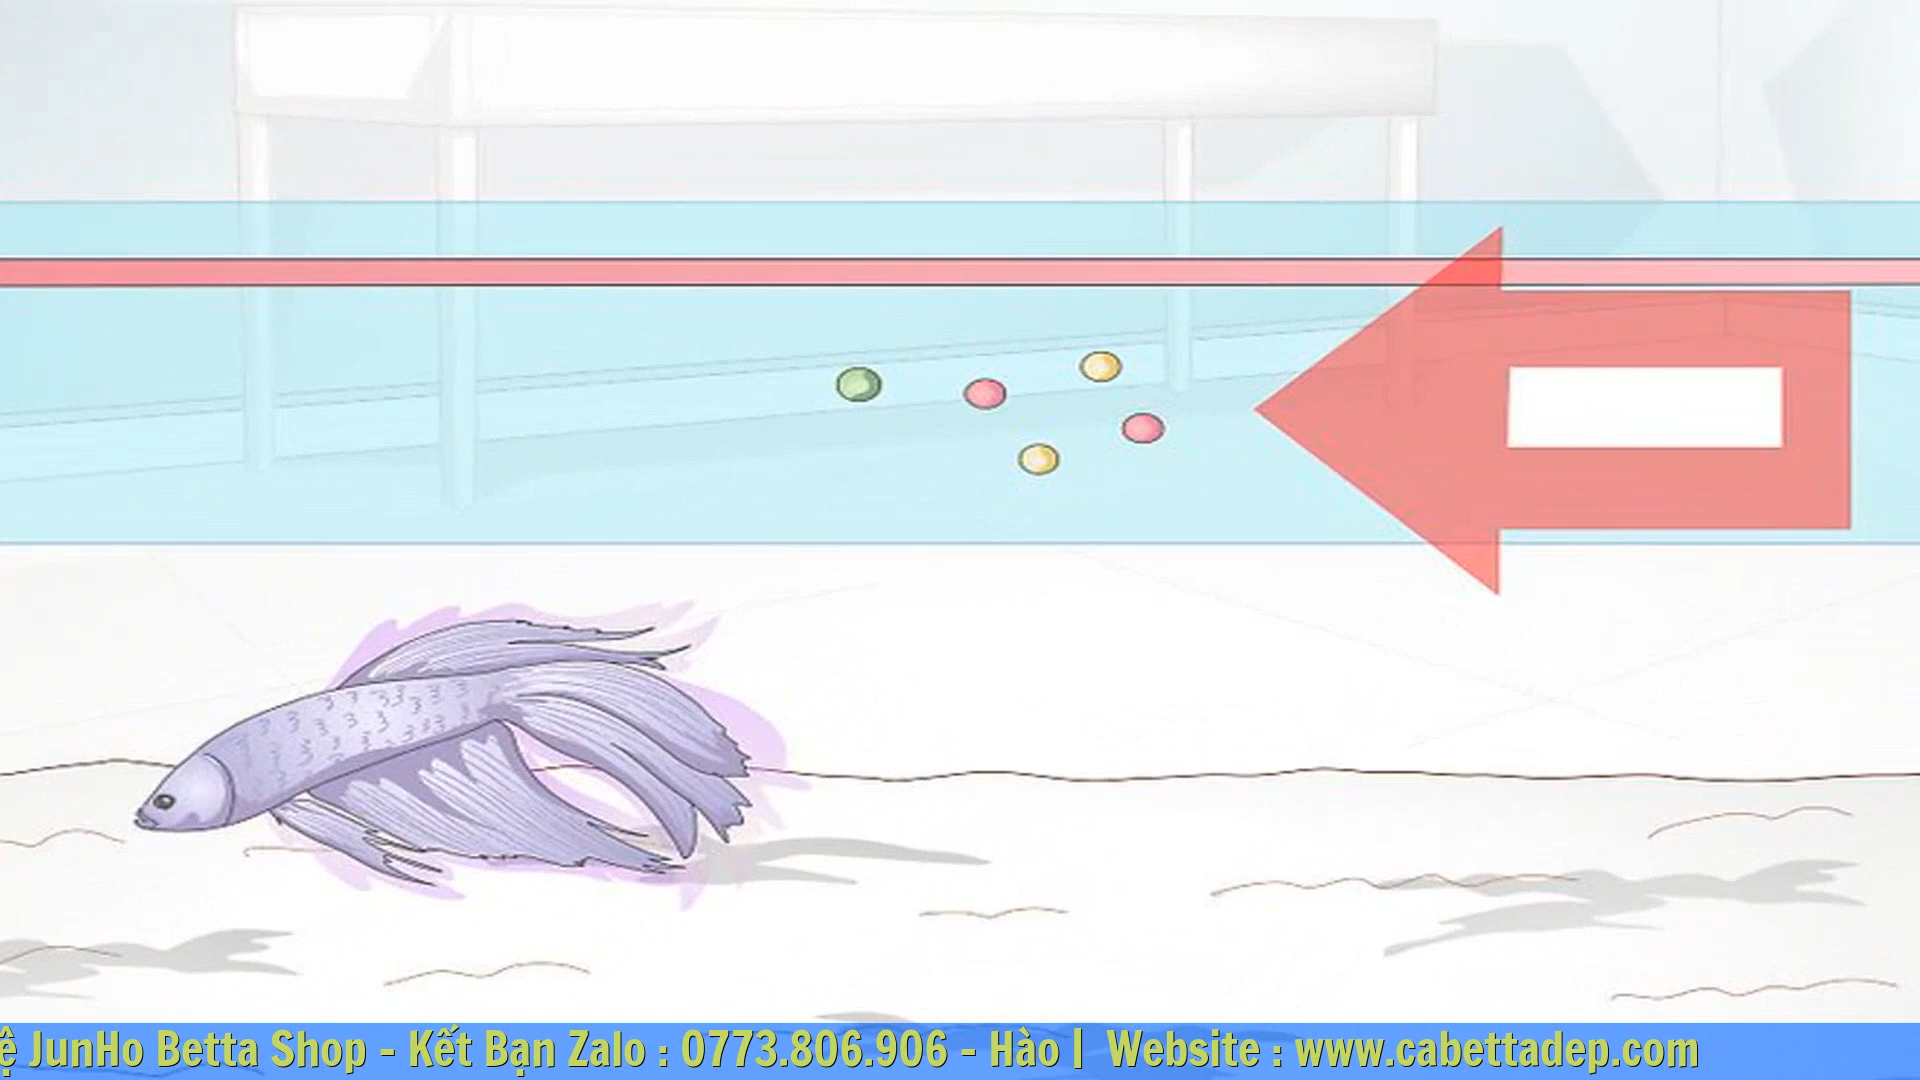 ệ JunHo Betta Shop - Kết Bạn Zalo : 0773.806.906 - Hào | Website : www.cabettadep.com